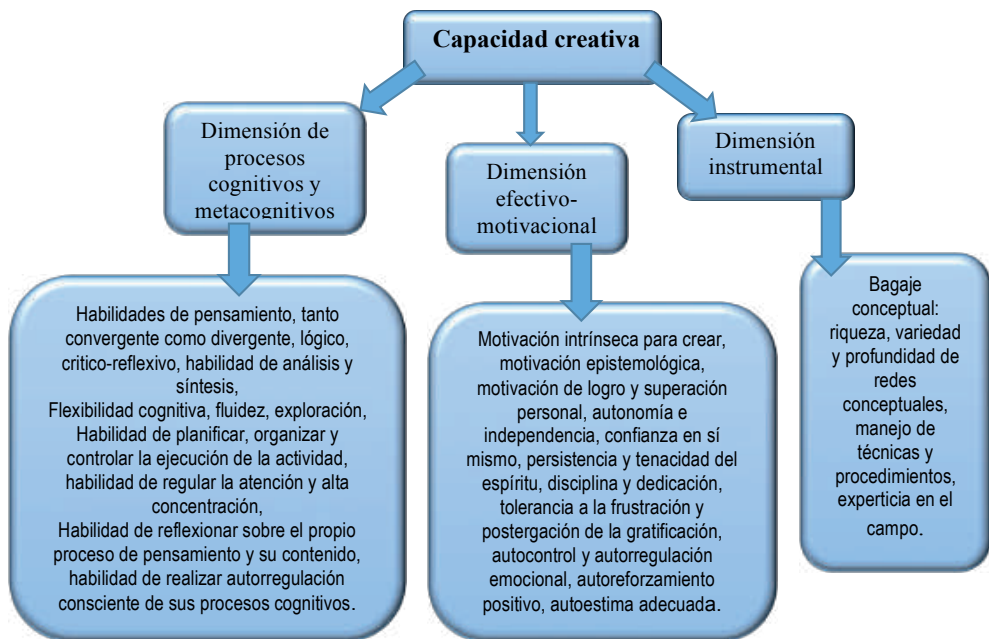 Capacidad creativa
Dimensión de
procesos
cognitivos y
metacognitivos
Dimensión
efectivo-
motivacional
Dimensión
instrumental
Habilidades de pensamiento, tanto
convergente como divergente, lógico,
critico-reflexivo, habilidad de análisis y
síntesis,
Flexibilidad cognitiva, fluidez, exploración,
Habilidad de planificar, organizar y
controlar la ejecución de la actividad,
habilidad de regular la atención y alta
concentración,
Habilidad de reflexionar sobre el propio
proceso de pensamiento y su contenido,
habilidad de realizar autorregulación
consciente de sus procesos cognitivos.
Motivación intrínseca para crear,
motivación epistemológica,
motivación de logro y superación
personal, autonomía e
independencia, confianza en sí
mismo, persistencia y tenacidad del
espíritu, disciplina y dedicación,
tolerancia a la frustración y
postergación de la gratificación,
autocontrol y autorregulación
emocional, autoreforzamiento
positivo, autoestima adecuada.
Bagaje
conceptual:
riqueza, variedad
y profundidad de
redes
conceptuales,
manejo de
técnicas y
procedimientos,
experticia en el
campo.